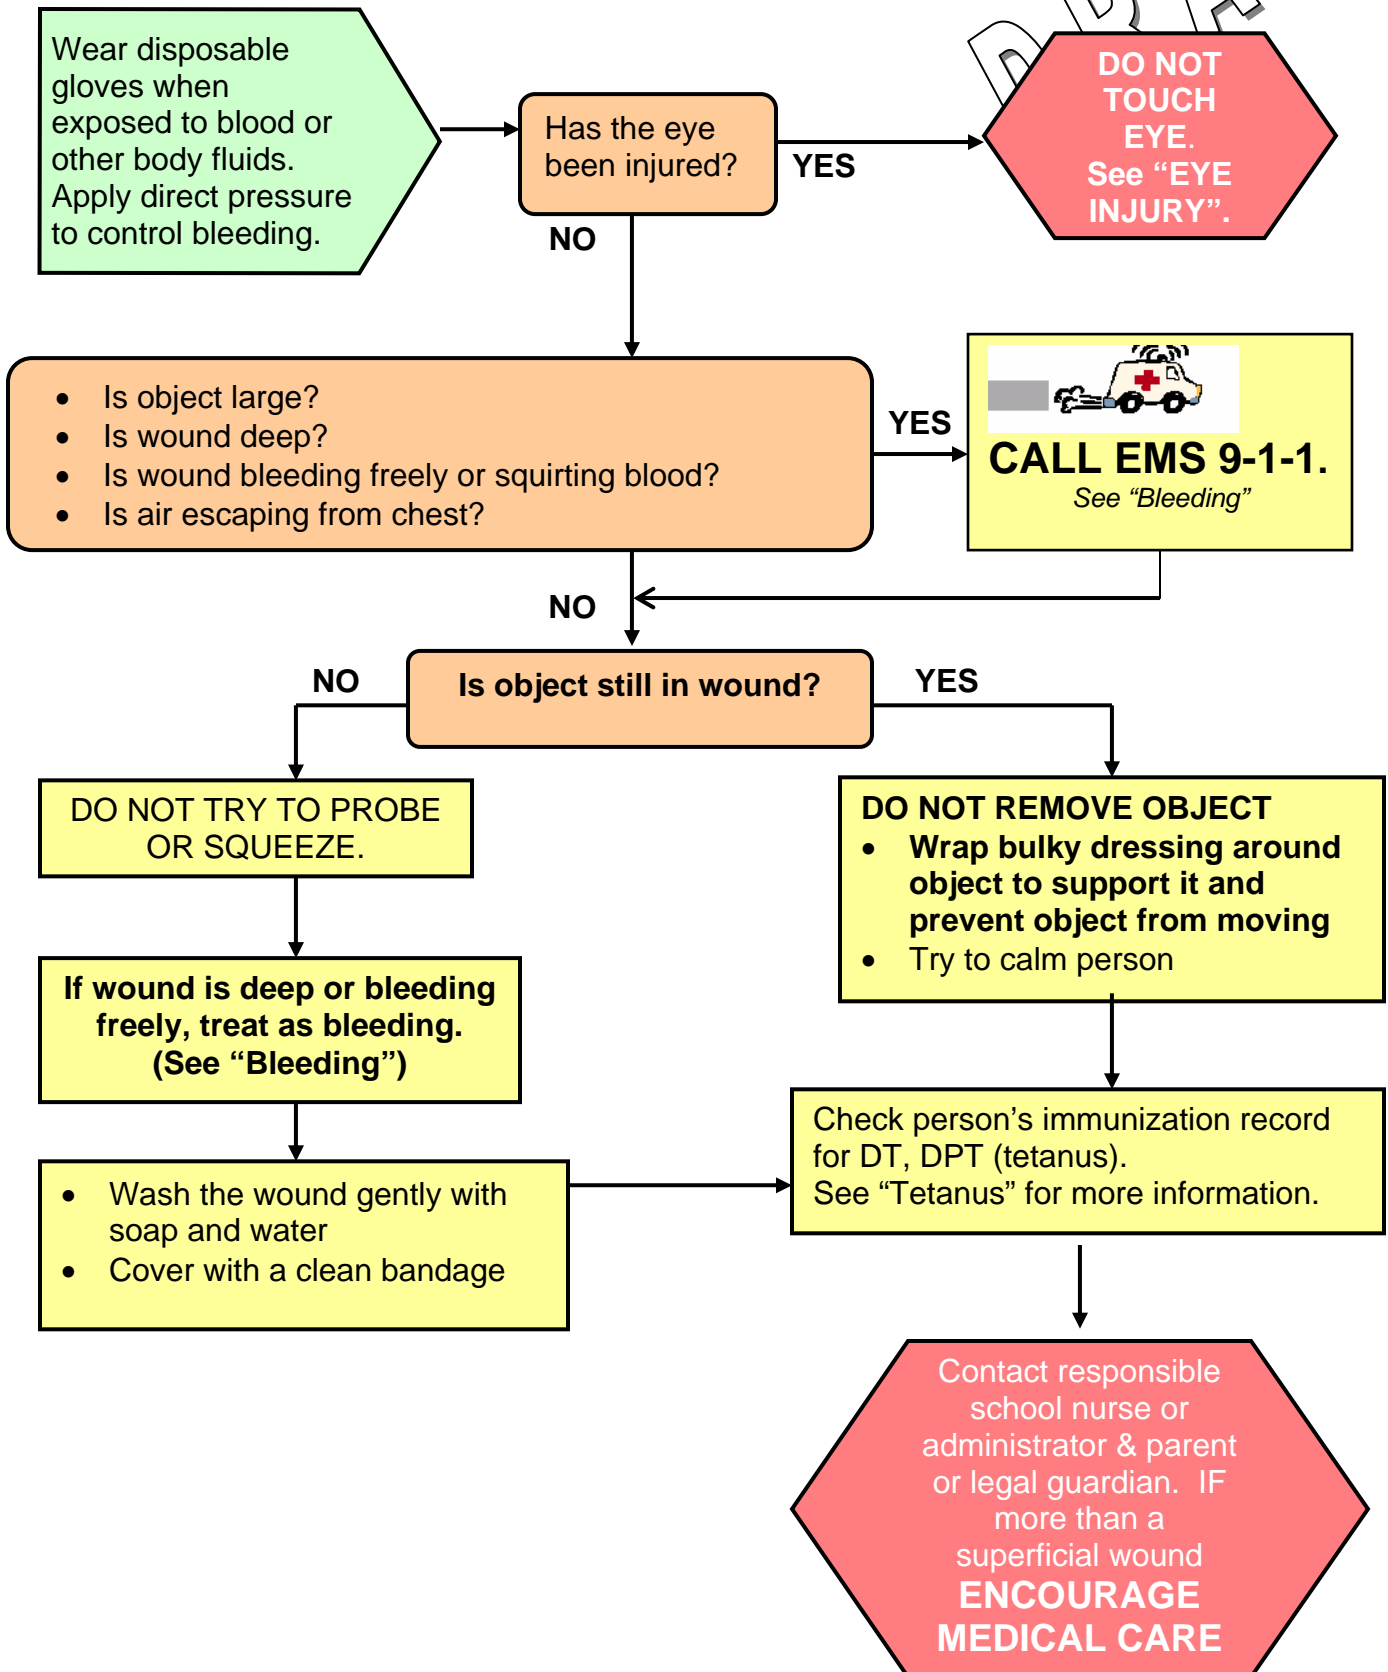 Wear disposable
gloves when
exposed to blood or
other body fluids.
Apply direct pressure
to control bleeding.
Has the eye
been injured?
YES
DO NOT
TOUCH
EYE.
See “EYE
INJURY”.
NO
• Is object large?
• Is wound deep?
• Is wound bleeding freely or squirting blood?
• Is air escaping from chest?
YES
CALL EMS 9-1-1.
See “Bleeding”
NO
NO
Is object still in wound?
YES
DO NOT TRY TO PROBE
OR SQUEEZE.
DO NOT REMOVE OBJECT
• Wrap bulky dressing around
object to support it and
prevent object from moving
• Try to calm person
If wound is deep or bleeding
freely, treat as bleeding.
(See “Bleeding”)
Check person’s immunization record
for DT, DPT (tetanus).
See “Tetanus” for more information.
• Wash the wound gently with
soap and water
• Cover with a clean bandage
Contact responsible
school nurse or
administrator & parent
or legal guardian.  IF
more than a
superficial wound
ENCOURAGE
MEDICAL CARE